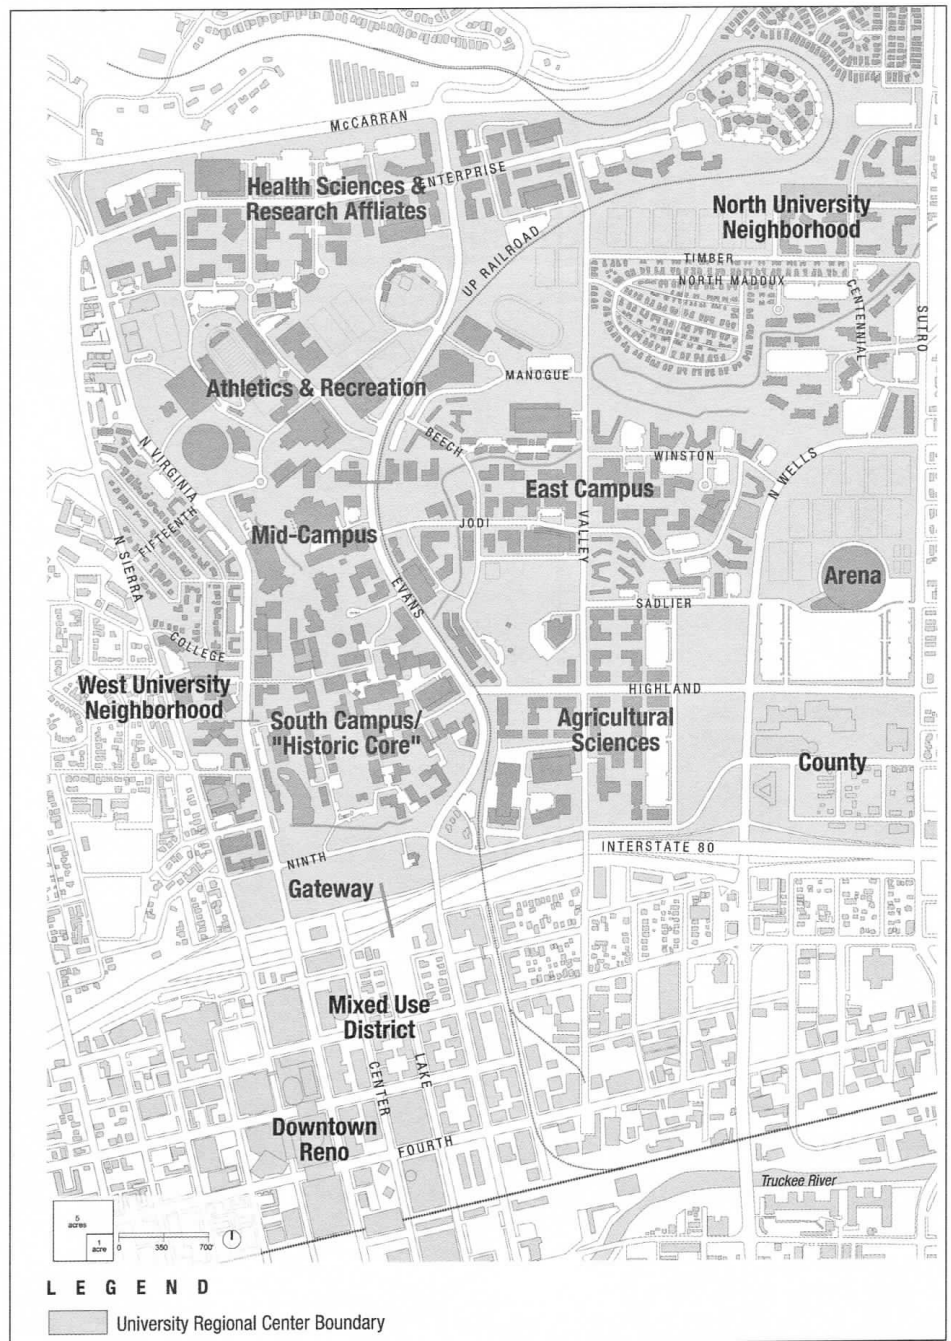 McCARRAN
ENTERPRISE
Health Sciences &
Research Affliates
UP RAILROAD
North University
Neighborhood
TIMBER
NORTH MADDUX
CENTENNIAL
SUTRO
MANOGUE
Athletics & Recreation
BEECH
WINSTON
N WELLS
N VIRGINIA
FIFTEENTH
N SIERRA
East Campus
Mid-Campus
JODI
VALLEY
EVANS
Arena
SADLIER
COLLEGE
West University
Neighborhood
HIGHLAND
South Campus/
"Historic Core"
Agricultural
Sciences
County
INTERSTATE 80
NINTH
Gateway
Mixed Use
District
CENTER
LAKE
Downtown
Reno
FOURTH
Truckee River
5
acres
1
acre
0 350 700'
LEGEND
University Regional Center Boundary